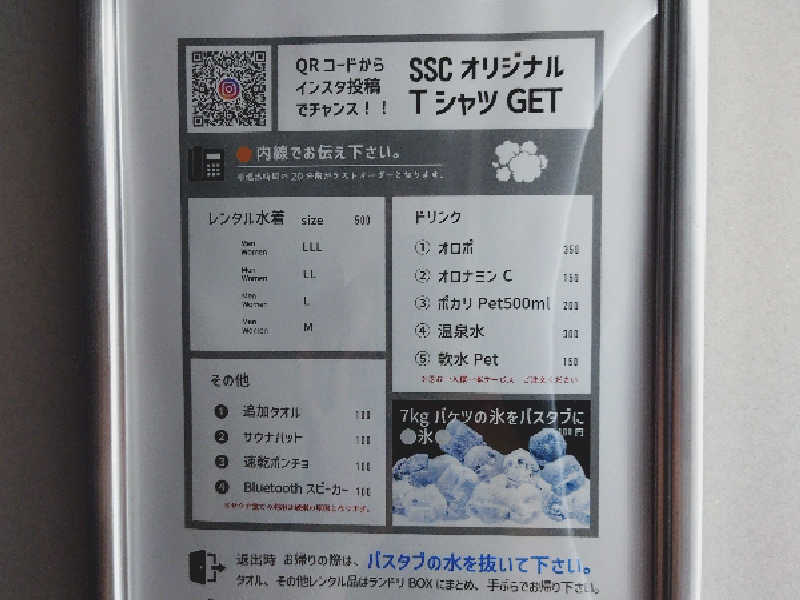 QRコードから
インスタ投稿
でチャンス！！
SSC オリジナル
T シャツ GET
内線でお伝え下さい。
レンタル水着 size 500
Men
Women LLL
Men
Women LL
Men
Women L
Men
Women M
ドリンク
① オロポ 350
② オロナミン C 150
③ ポカリ Pet500ml 200
④ 温泉水 300
⑤ 軟水 Pet 150
その他
❶ 追加タオル 100
❷ サウナハット 100
❸ 速乾ポンチョ 100
❹ Bluetooth スピーカー 100
7kg バケツの氷をバスタブに
●氷●
返出時 お帰りの際は、バスタブの水を抜いて下さい。
タオル、その他レンタル品はランドリBOXにまとめ、手ぶらでお帰り下さい。